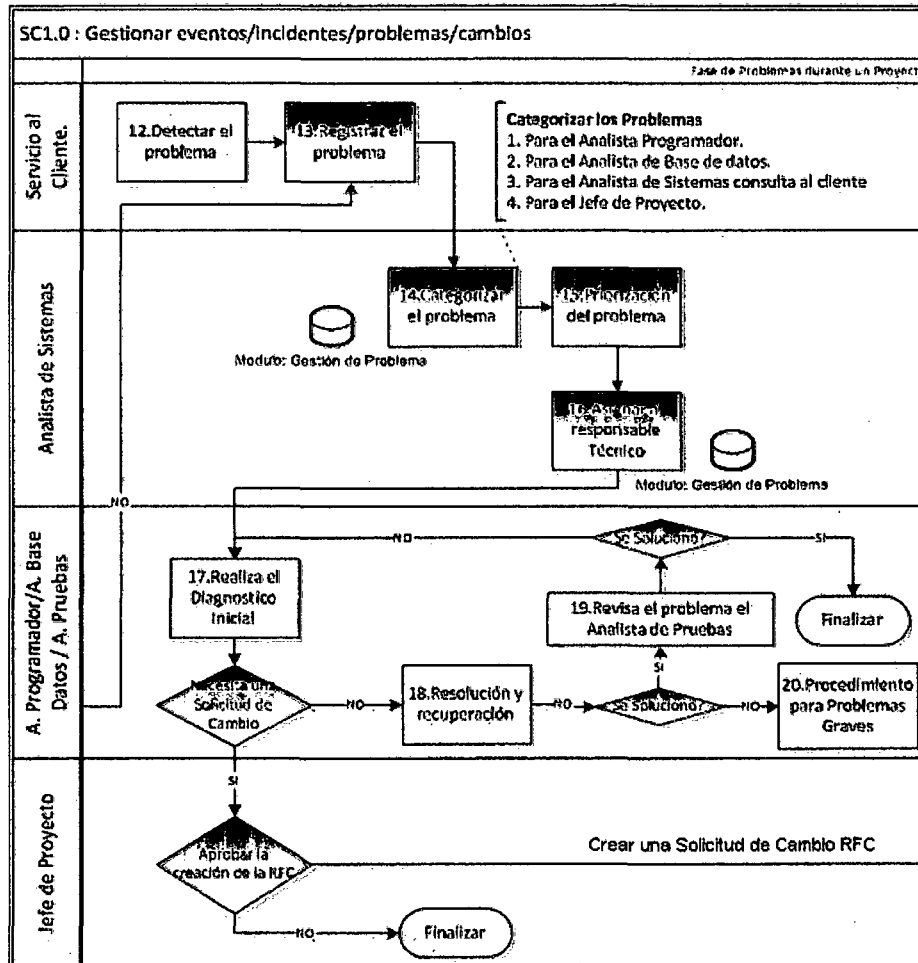 SC1.0 : Gestionar eventos/incidentes/problemas/cambios
Fase de Problemas durante un Proyecto
Servicio al
Cliente.
12.Detectar el
problema
13.Registrar el
problema
Categorizar los Problemas
1. Para el Analista Programador.
2. Para el Analista de Base de datos.
3. Para el Analista de Sistemas consulta al cliente
4. Para el Jefe de Proyecto.
Analista de Sistemas
14.Categorizar
el problema
15.Priorización
del problema
Modulo: Gestión de Problema
16.Asignar
responsable
Técnico
Modulo: Gestión de Problema
A. Programador/A. Base
Datos / A. Pruebas
NO
NO
Se Soluciono?
SI
17.Realiza el
Diagnostico
Inicial
19.Revisa el problema el
Analista de Pruebas
Finalizar
SI
Necesita una
Solicitud de
Cambio
NO
18.Resolución y
recuperación
NO
Se Soluciono?
NO
20.Procedimiento
para Problemas
Graves
SI
Jefe de Proyecto
Aprobar la
creación de la RFC
Crear una Solicitud de Cambio RFC
NO
Finalizar